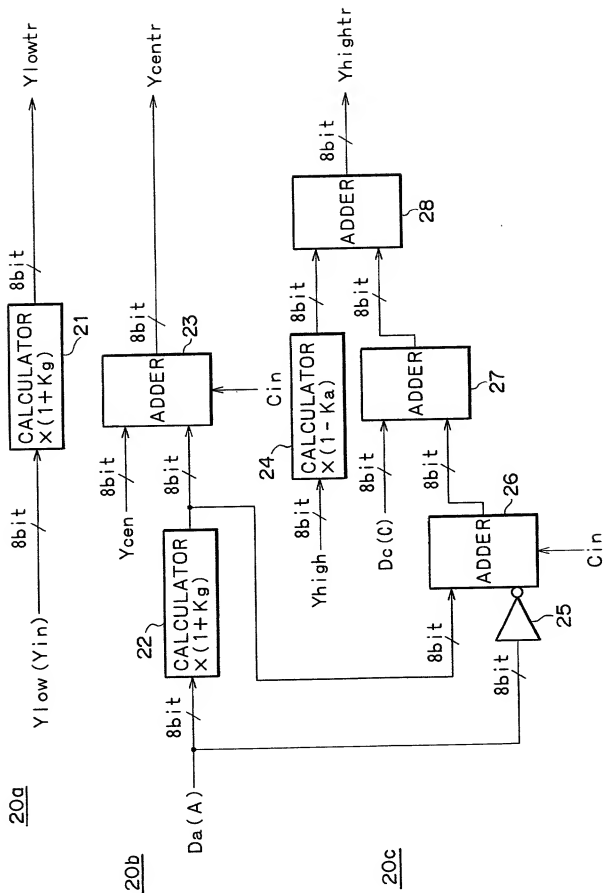 20a
Ylow(Yin)
8bit
CALCULATOR
×(1+Kg)
21
8bit
Ylowtr
20b
Da(A)
8bit
22
CALCULATOR
×(1+Kg)
Ycen
8bit
8bit
ADDER
23
Cin
8bit
Ycentr
20c
Yhigh
8bit
24
CALCULATOR
×(1-Ka)
8bit
Dc(C)
8bit
8bit
8bit
25
ADDER
26
Cin
8bit
ADDER
27
8bit
ADDER
28
8bit
Yhightr